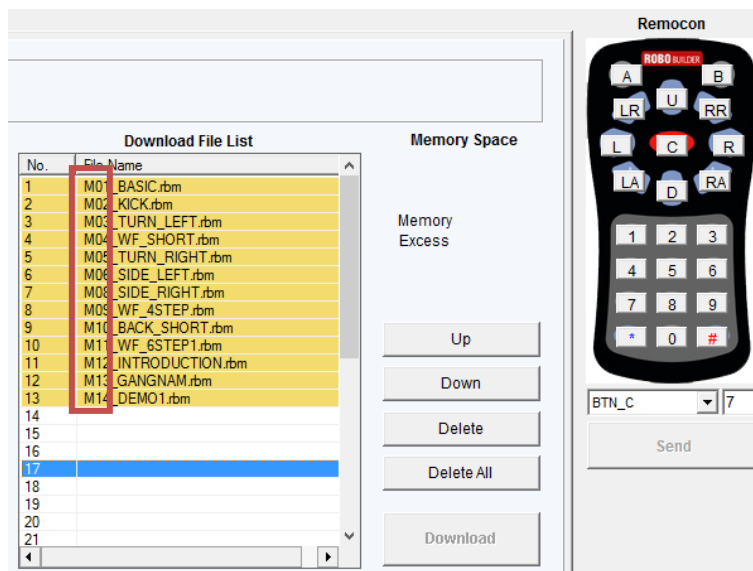 Remocon
ROBO BUILDER
A B
LR U RR
L C R
LA D RA
1 2 3
4 5 6
7 8 9
* 0 #
BTN_C 7
Send
Download File List
Memory Space
No. File Name
1 M01_BASIC.rbm
2 M02_KICK.rbm
3 M03_TURN_LEFT.rbm
4 M04_WF_SHORT.rbm
5 M05_TURN_RIGHT.rbm
6 M06_SIDE_LEFT.rbm
7 M08_SIDE_RIGHT.rbm
8 M09_WF_4STEP.rbm
9 M10_BACK_SHORT.rbm
10 M11_WF_6STEP1.rbm
11 M12_INTRODUCTION.rbm
12 M13_GANGNAM.rbm
13 M14_DEMO1.rbm
14
15
16
17
18
19
20
21
Memory
Excess
Up
Down
Delete
Delete All
Download